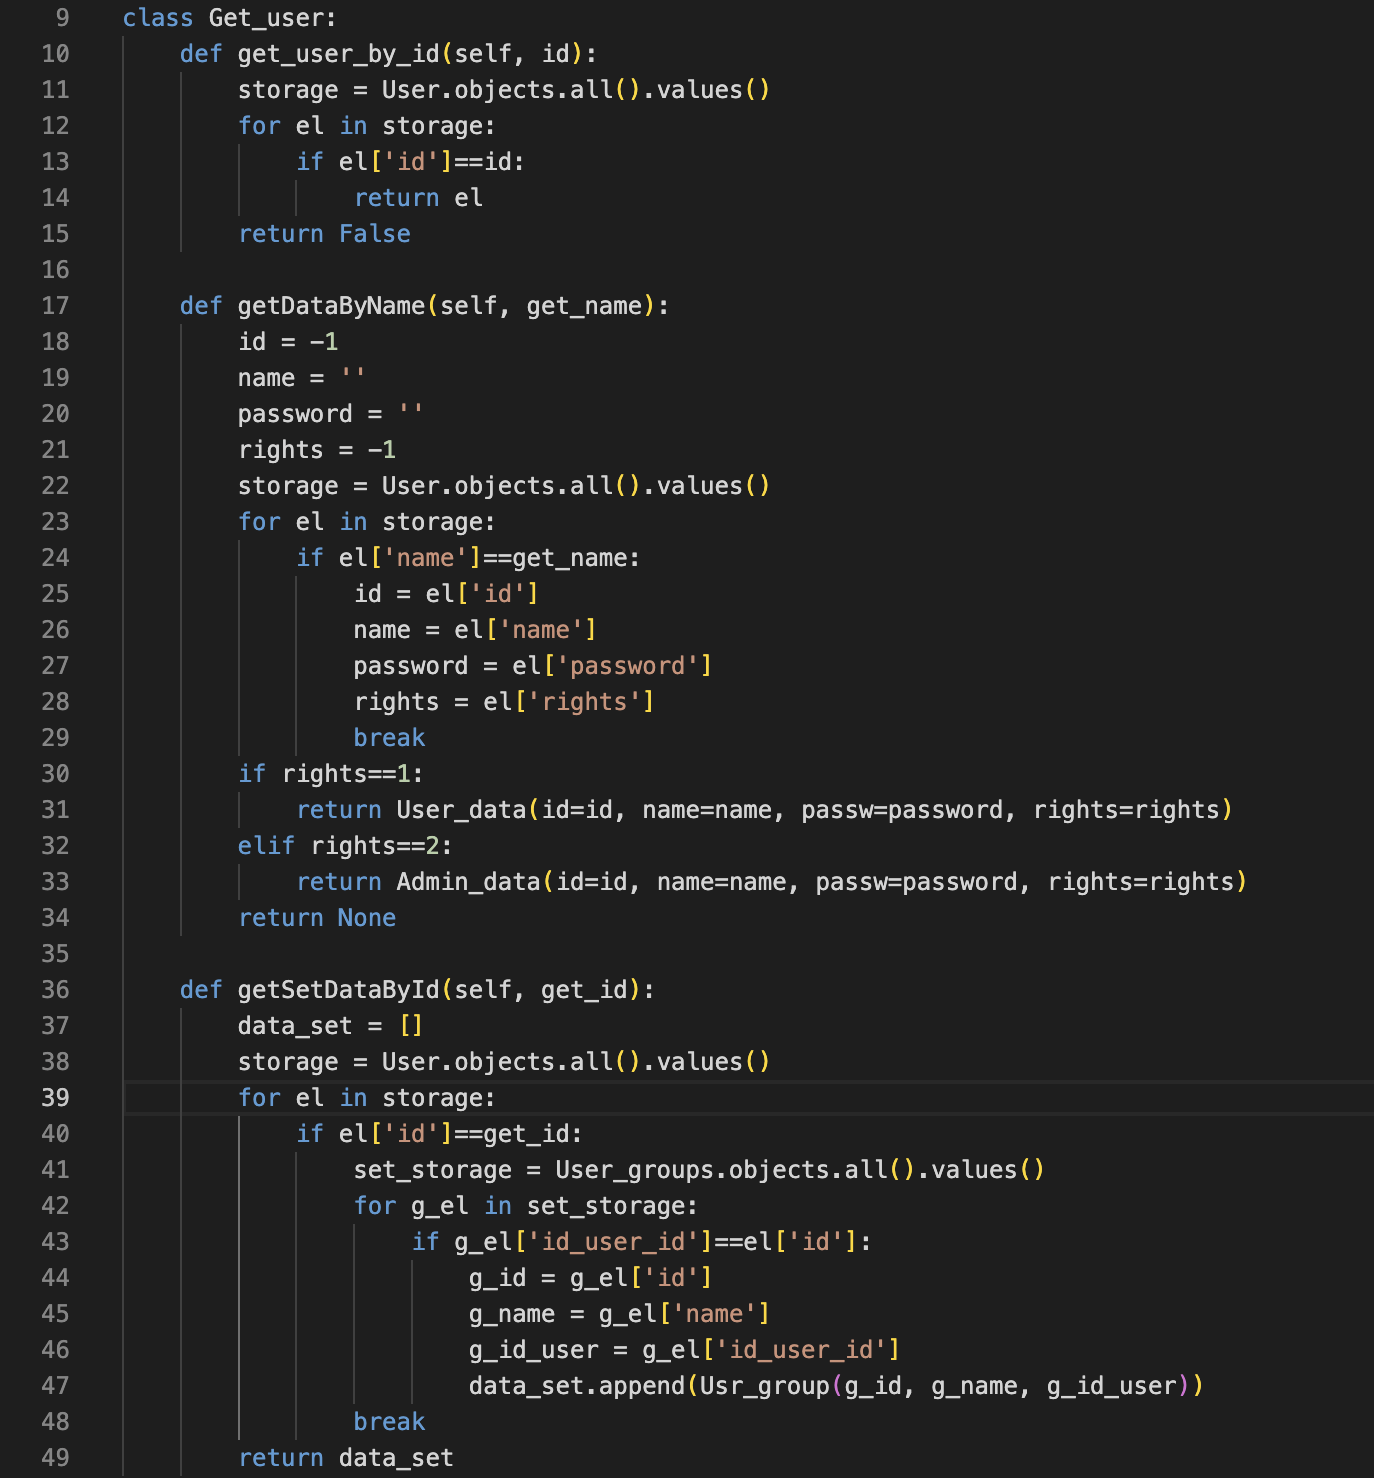 9 class Get_user:
10     def get_user_by_id(self, id):
11         storage = User.objects.all().values()
12         for el in storage:
13             if el['id']==id:
14                 return el
15         return False
16
17     def getDataByName(self, get_name):
18         id = -1
19         name = ''
20         password = ''
21         rights = -1
22         storage = User.objects.all().values()
23         for el in storage:
24             if el['name']==get_name:
25                 id = el['id']
26                 name = el['name']
27                 password = el['password']
28                 rights = el['rights']
29                 break
30         if rights==1:
31             return User_data(id=id, name=name, passw=password, rights=rights)
32         elif rights==2:
33             return Admin_data(id=id, name=name, passw=password, rights=rights)
34         return None
35
36     def getSetDataById(self, get_id):
37         data_set = []
38         storage = User.objects.all().values()
39         for el in storage:
40             if el['id']==get_id:
41                 set_storage = User_groups.objects.all().values()
42                 for g_el in set_storage:
43                     if g_el['id_user_id']==el['id']:
44                         g_id = g_el['id']
45                         g_name = g_el['name']
46                         g_id_user = g_el['id_user_id']
47                         data_set.append(Usr_group(g_id, g_name, g_id_user))
48                 break
49         return data_set